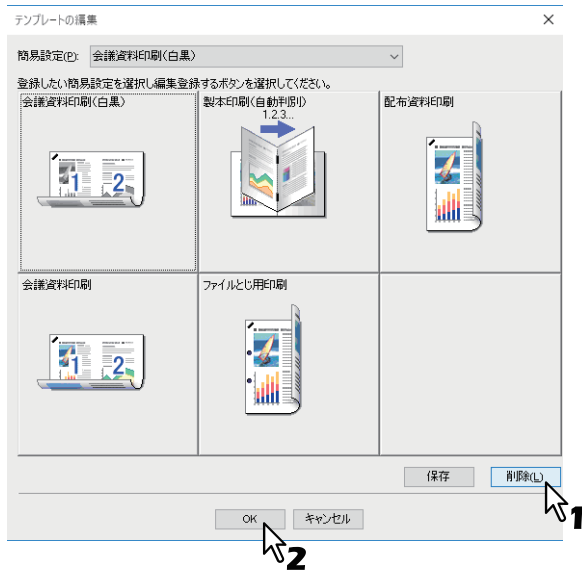 テンプレートの編集
簡易設定(P): 会議資料印刷(白黒)
登録したい簡易設定を選択し編集登録するボタンを選択してください。
会議資料印刷(白黒)
1 2
製本印刷(自動判別)
1.2.3...
配布資料印刷
会議資料印刷
1 2
ファイルとじ用印刷
保存 削除(L)
1
OK キャンセル
2